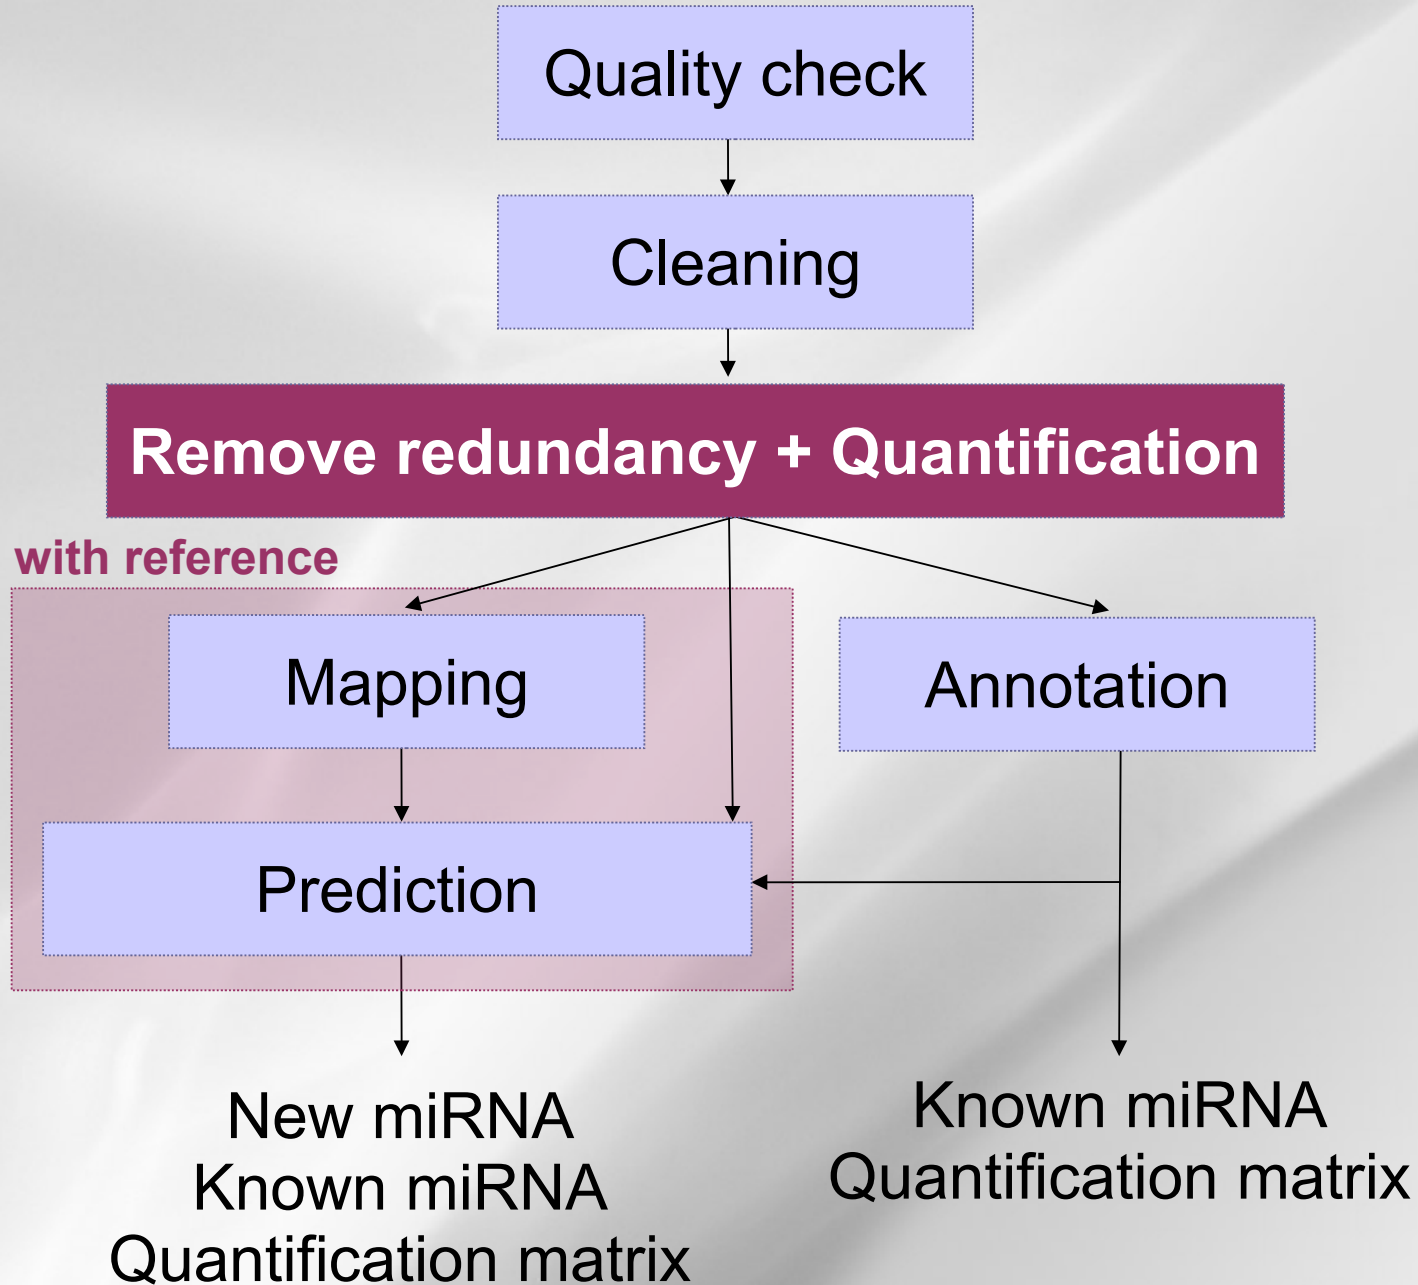 Quality check
Cleaning
Remove redundancy + Quantification
with reference
Mapping
Annotation
Prediction
New miRNA
Known miRNA
Quantification matrix
Known miRNA
Quantification matrix